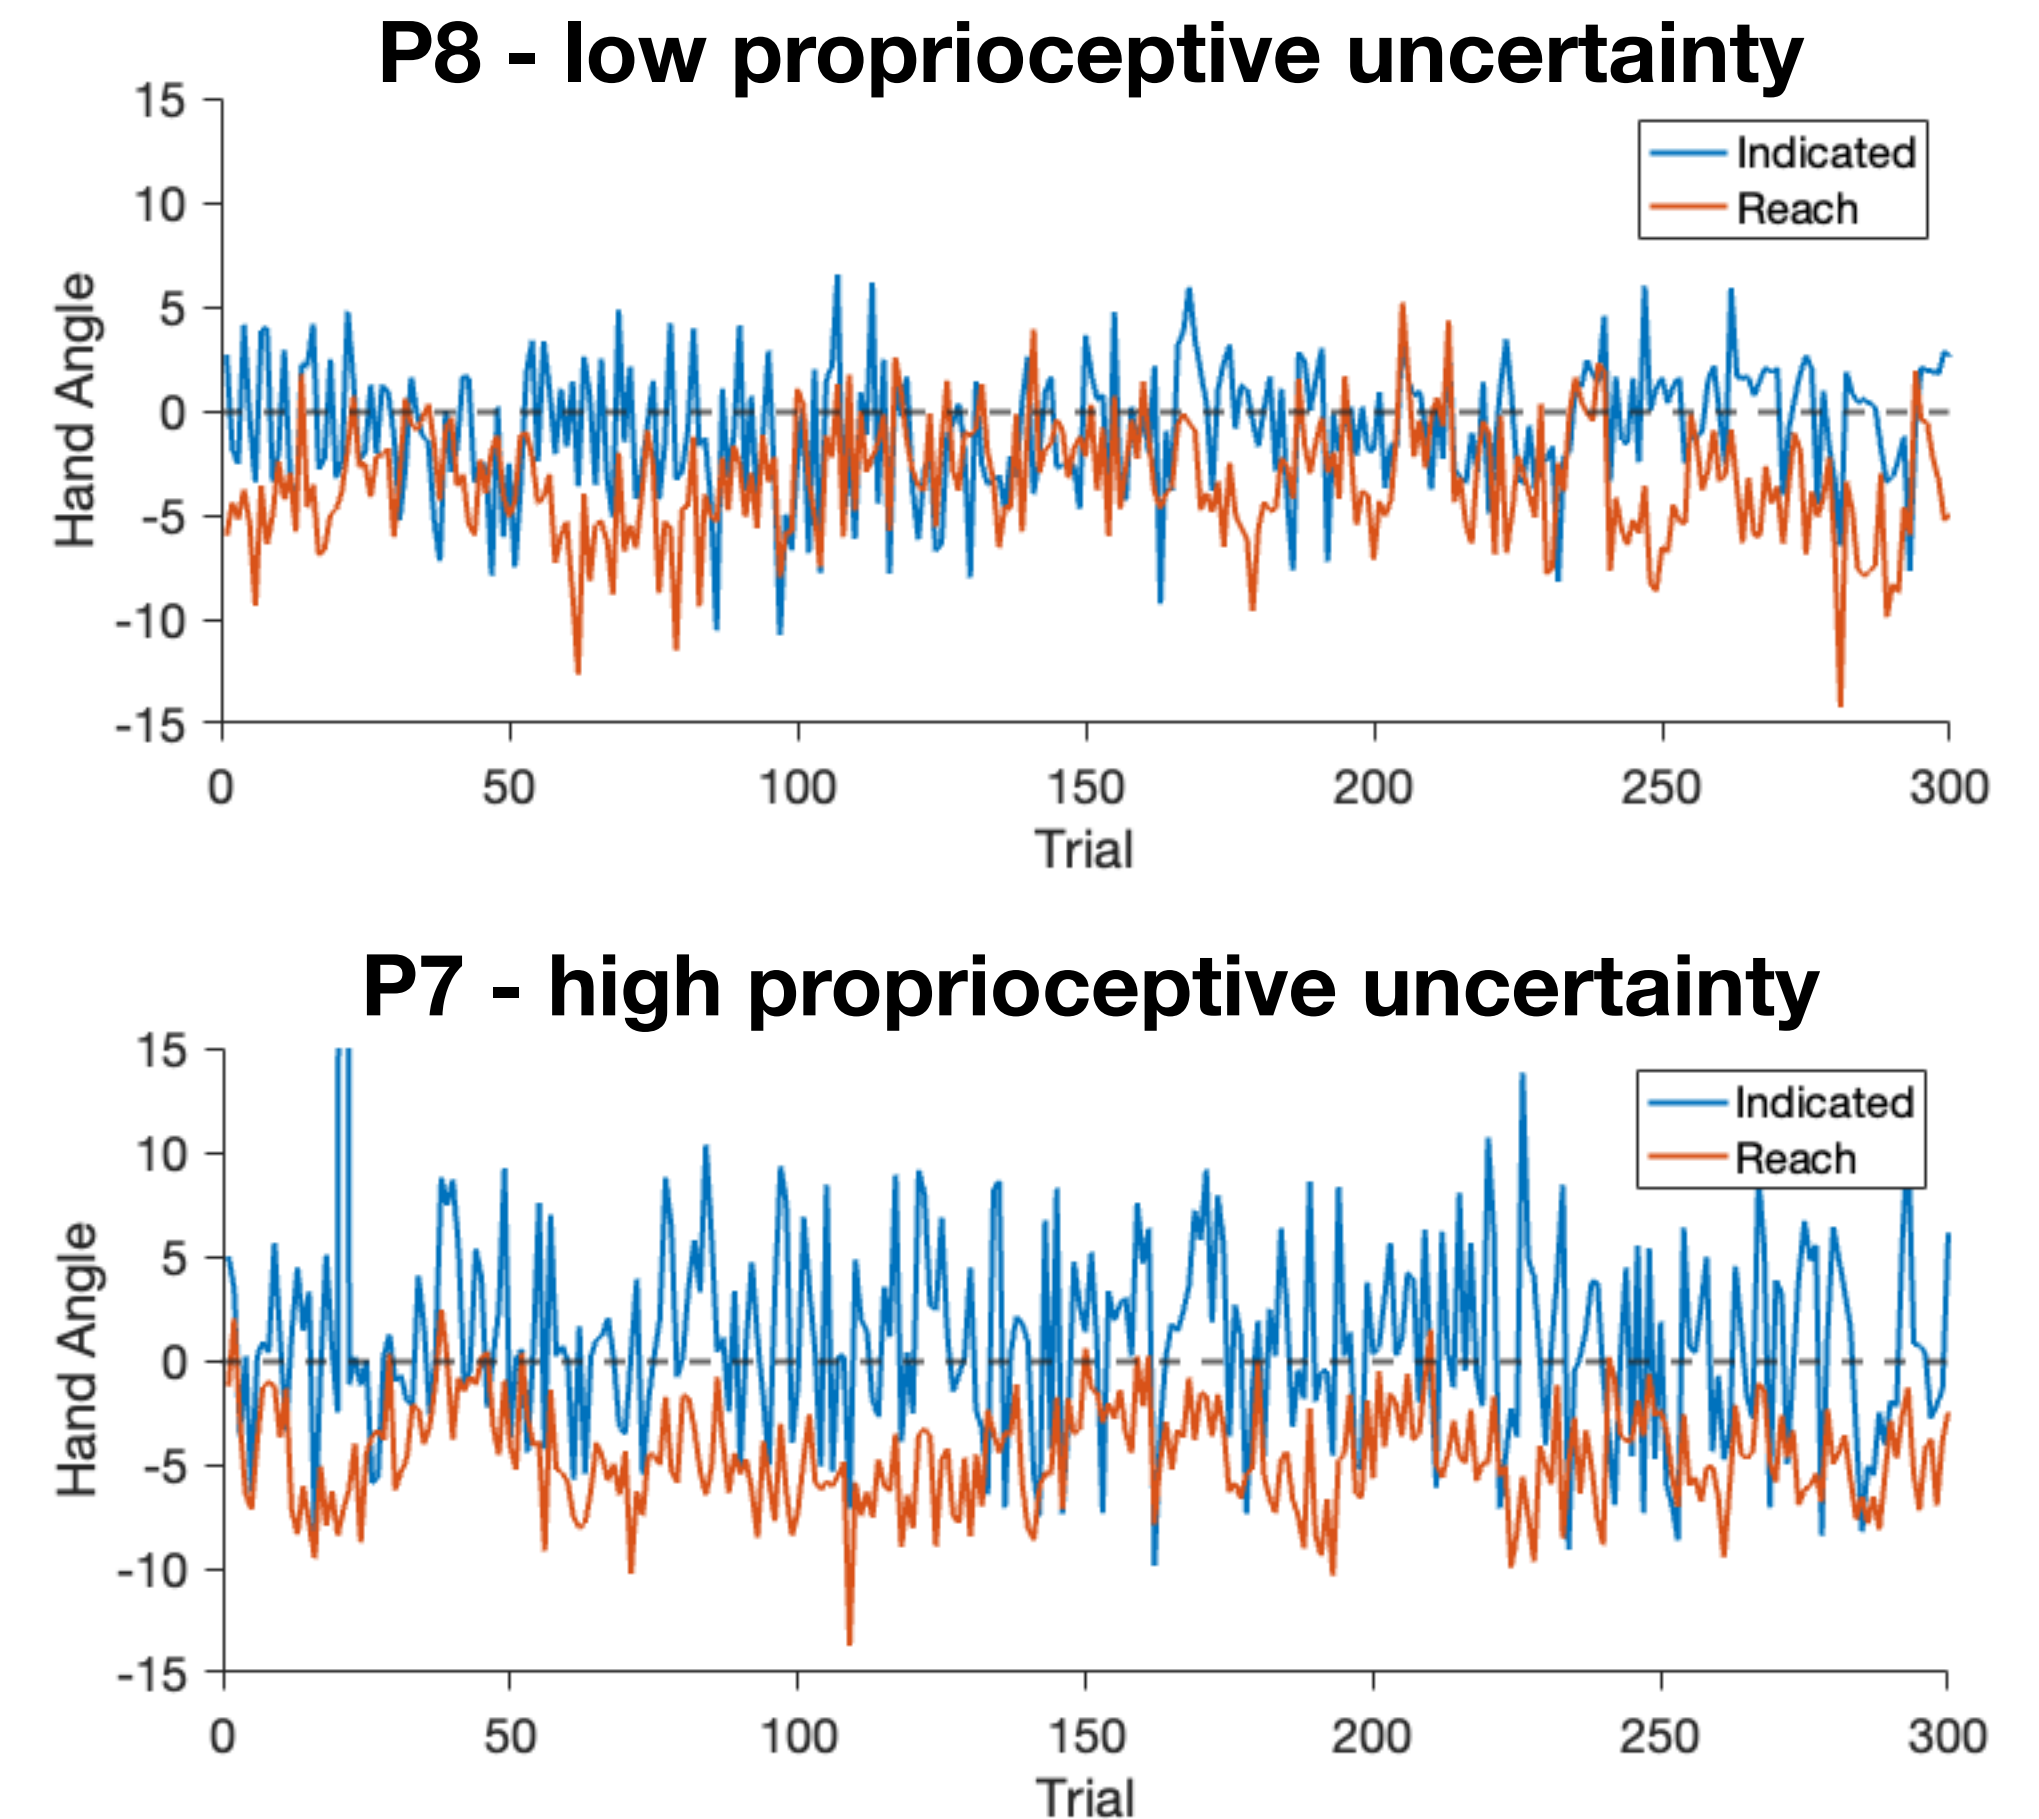 P8 - low proprioceptive uncertainty
15
10
5
0
-5
-10
-15
Hand Angle
Indicated
Reach
0 50 100 150 200 250 300
Trial
P7 - high proprioceptive uncertainty
15
10
5
0
-5
-10
-15
Hand Angle
Indicated
Reach
0 50 100 150 200 250 300
Trial